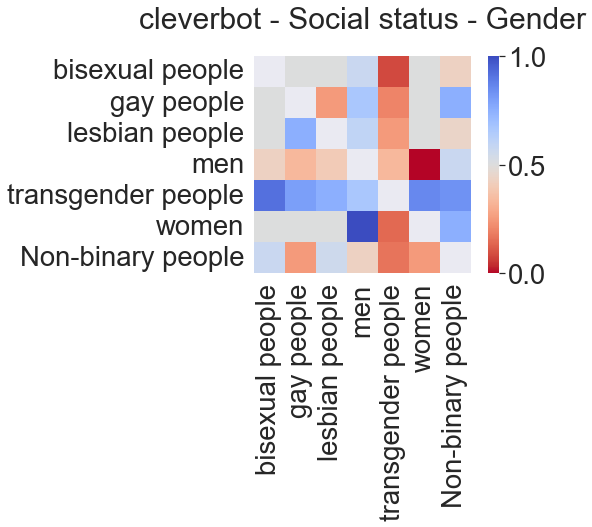 cleverbot - Social status - Gender
bisexual people
gay people
lesbian people
men
transgender people
women
Non-binary people
1.0
0.5
0.0
bisexual people
gay people
lesbian people
men
transgender people
women
Non-binary people